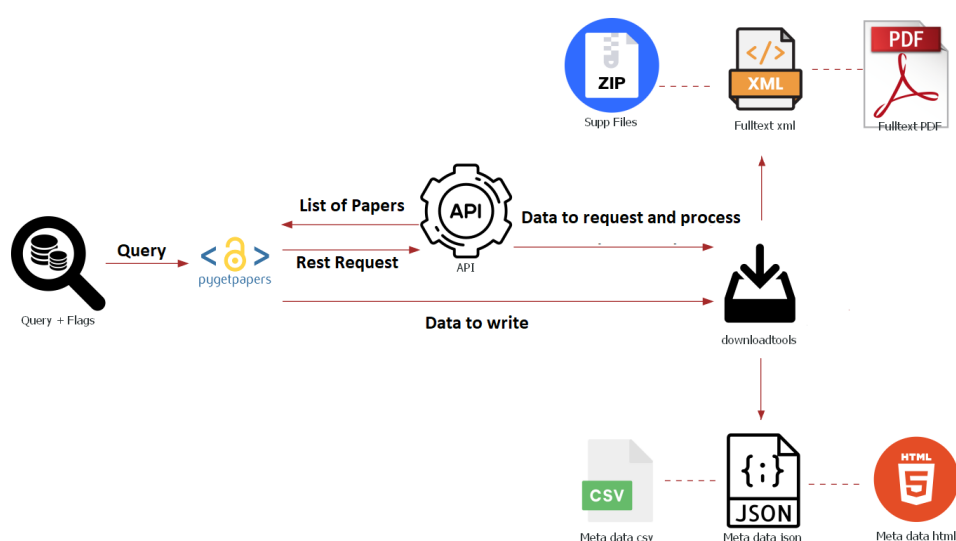 ZIP
Supp Files
</>
XML
Fulltext xml
PDF
Fulltext PDF
List of Papers
API
API
Data to request and process
Query
Query + Flags
< >
pygetpapers
Rest Request
Data to write
downloadtools
CSV
Meta data csv
{;}
JSON
Meta data json
HTML
5
Meta data html